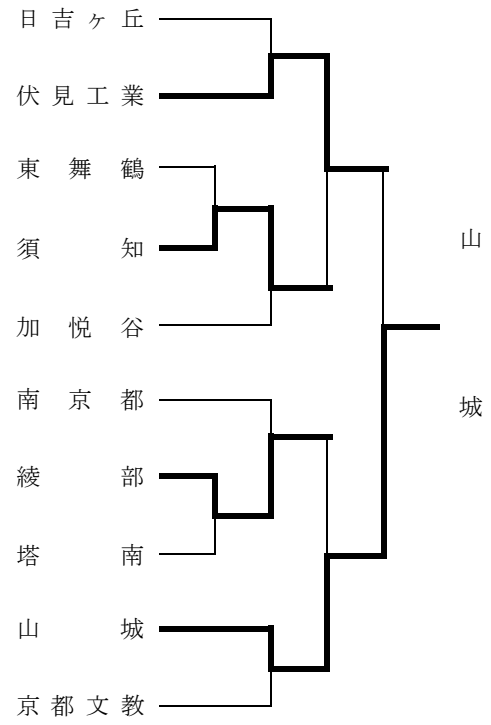 日吉ヶ丘
伏見工業
東舞鶴
須知
加悦谷
南京都
綾部
塔南
山城
京都文教
山城